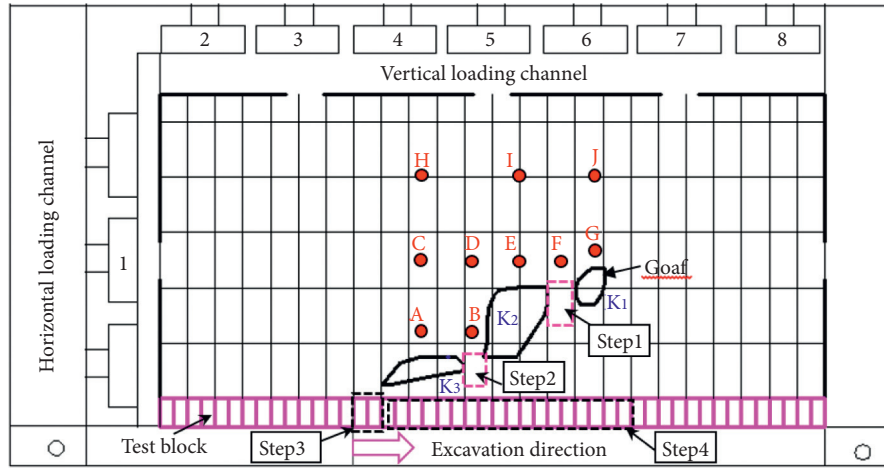 2 3 4 5 6 7 8
Vertical loading channel
Horizontal loading channel
1
H I J
C D E F G
Goaf
K1
A B K2
Step1
K3
Step2
Test block
Step3
Excavation direction
Step4